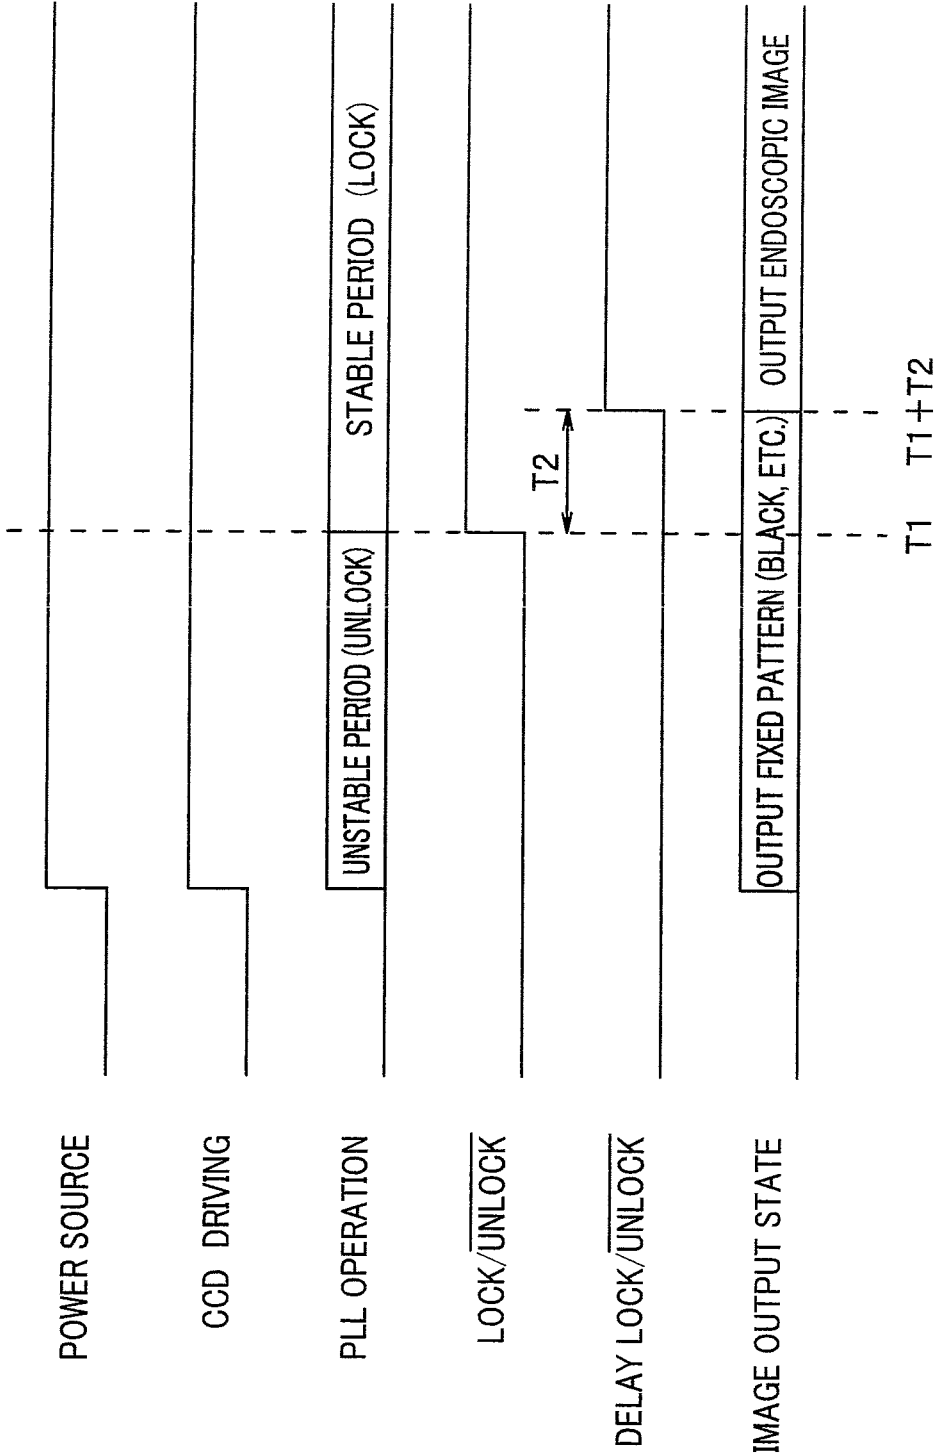 POWER SOURCE
CCD DRIVING
PLL OPERATION
UNSTABLE PERIOD (UNLOCK)
STABLE PERIOD (LOCK)
LOCK/UNLOCK
T2
DELAY LOCK/UNLOCK
IMAGE OUTPUT STATE
OUTPUT FIXED PATTERN (BLACK, ETC.)
OUTPUT ENDOSCOPIC IMAGE
T1
T1+T2